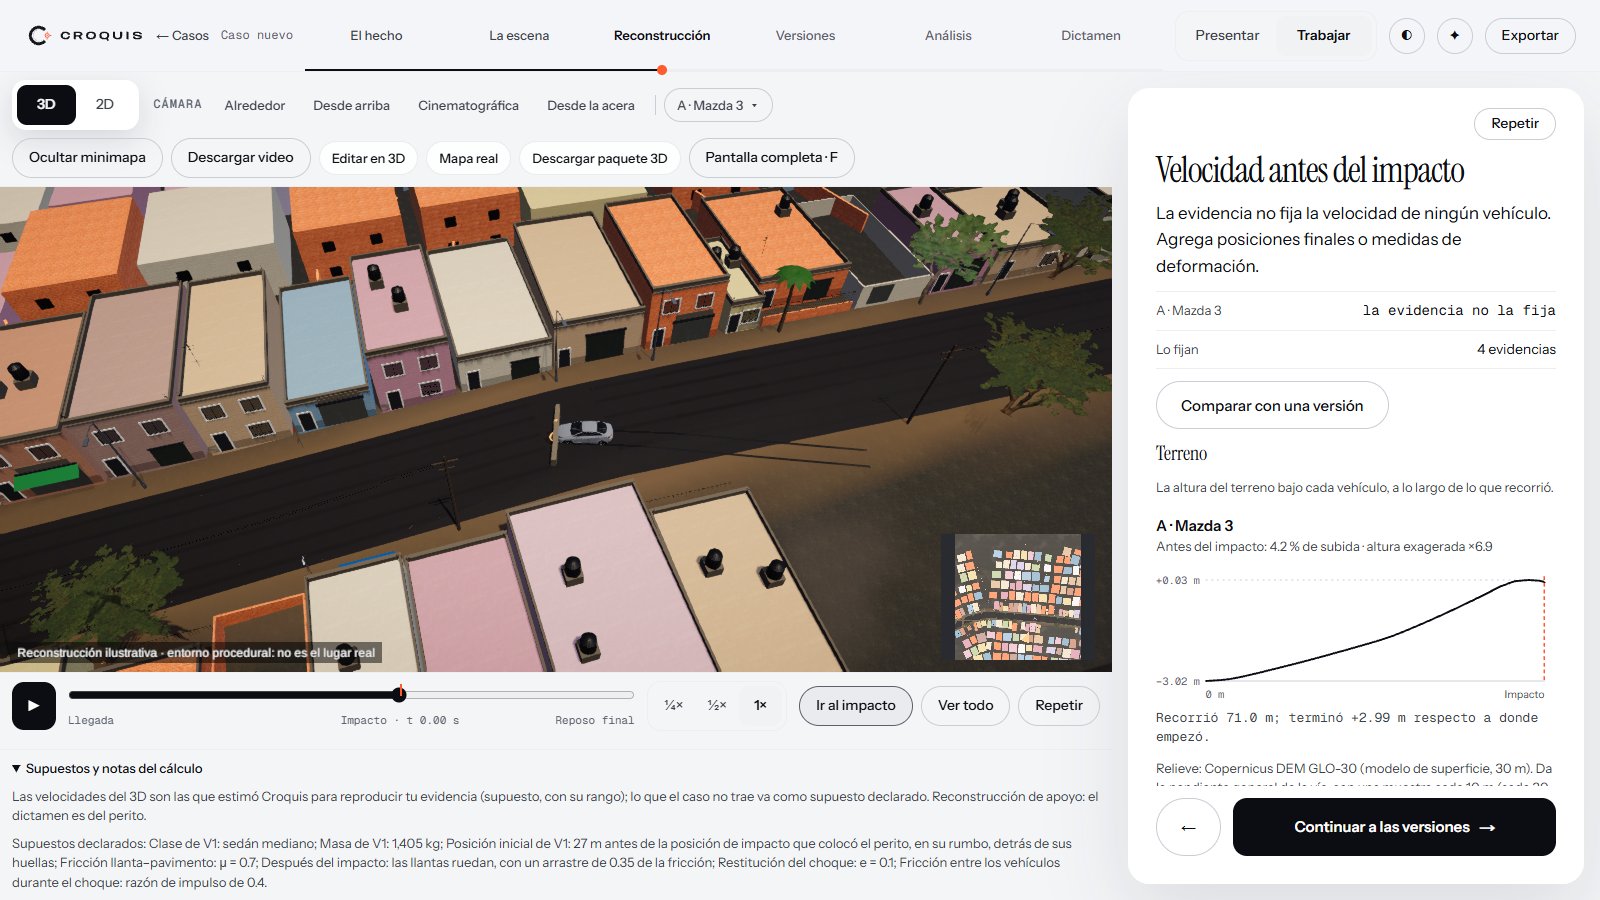 CROQUIS
← Casos
Caso nuevo
El hecho
La escena
Reconstrucción
Versiones
Análisis
Dictamen
Presentar
Trabajar
Exportar
3D
2D
CÁMARA
Alrededor
Desde arriba
Cinematográfica
Desde la acera
A · Mazda 3
Ocultar minimapa
Descargar video
Editar en 3D
Mapa real
Descargar paquete 3D
Pantalla completa · F
Reconstrucción ilustrativa - entorno procedural: no es el lugar real
Llegada
Impacto · t 0.00 s
Reposo final
¼×
½×
1×
Ir al impacto
Ver todo
Repetir
▼ Supuestos y notas del cálculo
Las velocidades del 3D son las que estimó Croquis para reproducir tu evidencia (supuesto, con su rango); lo que el caso no trae va como supuesto declarado. Reconstrucción de apoyo: el
dictamen es del perito.
Supuestos declarados: Clase de V1: sedán mediano; Masa de V1: 1,405 kg; Posición inicial de V1: 27 m antes de la posición de impacto que colocó el perito, en su rumbo, detrás de sus
huellas; Fricción llanta–pavimento: μ = 0.7; Después del impacto: las llantas ruedan, con un arrastre de 0.35 de la fricción; Restitución del choque: e = 0.1; Fricción entre los vehículos
durante el choque: razón de impulso de 0.4.
Repetir
Velocidad antes del impacto
La evidencia no fija la velocidad de ningún vehículo.
Agrega posiciones finales o medidas de
deformación.
A · Mazda 3
la evidencia no la fija
Lo fijan
4 evidencias
Comparar con una versión
Terreno
La altura del terreno bajo cada vehículo, a lo largo de lo que recorrió.
A · Mazda 3
Antes del impacto: 4.2 % de subida · altura exagerada ×6.9
+0.03 m
−3.02 m
0 m
Impacto
Recorrió 71.0 m; terminó +2.99 m respecto a donde
empezó.
Relieve: Copernicus DEM GLO-30 (modelo de superficie, 30 m). Da
←
Continuar a las versiones →